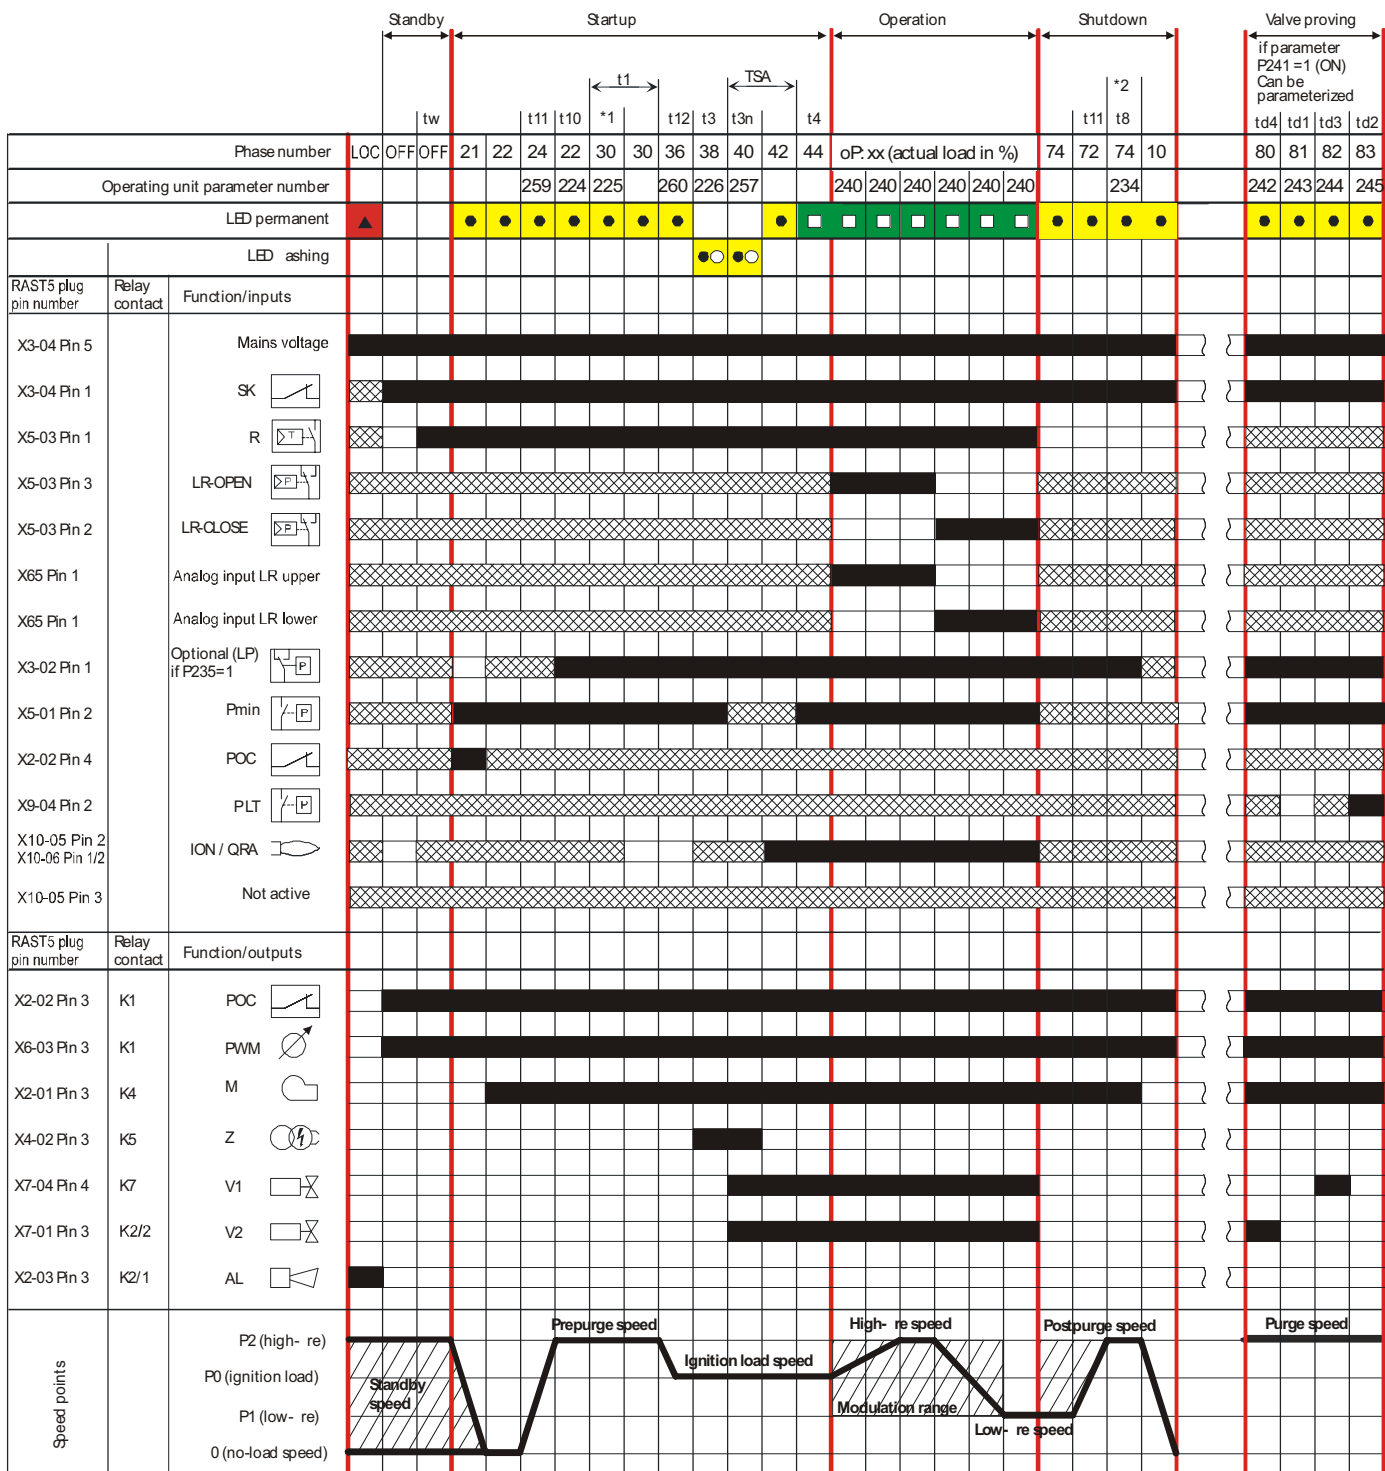 Standby Startup Operation Shutdown Valve proving
if parameter
P241 =1 (ON)
Can be
parameterized
t1 TSA *2
tw t11 t10 *1 t12 t3 t3n t4 t11 t8 td4 td1 td3 td2
Phase number LOC OFF OFF 21 22 24 22 30 30 36 38 40 42 44 oP. xx (actual load in %) 74 72 74 10 80 81 82 83
Operating unit parameter number 259 224 225 260 226 257 240 240 240 240 240 240 234 242 243 244 245
LED permanent
LED ashing
RAST5 plug
pin number
Relay
contact
Function/inputs
X3-04 Pin 5 Mains voltage
X3-04 Pin 1 SK
X5-03 Pin 1 R T
X5-03 Pin 3 LR-OPEN P
X5-03 Pin 2 LR-CLOSE P
X65 Pin 1 Analog input LR upper
X65 Pin 1 Analog input LR lower
X3-02 Pin 1 Optional (LP)
if P235=1 P
X5-01 Pin 2 Pmin P
X2-02 Pin 4 POC
X9-04 Pin 2 PLT P
X10-05 Pin 2
X10-06 Pin 1/2 ION / QRA
X10-05 Pin 3 Not active
RAST5 plug
pin number
Relay
contact
Function/outputs
X2-02 Pin 3 K1 POC
X6-03 Pin 3 K1 PWM
X2-01 Pin 3 K4 M
X4-02 Pin 3 K5 Z
X7-04 Pin 4 K7 V1
X7-01 Pin 3 K2/2 V2
X2-03 Pin 3 K2/1 AL
Speed points
P2 (high- re) Prepurge speed High- re speed Postpurge speed Purge speed
P0 (ignition load) Ignition load speed
Standby
speed
P1 (low- re) Modulation range
Low- re speed
0 (no-load speed)